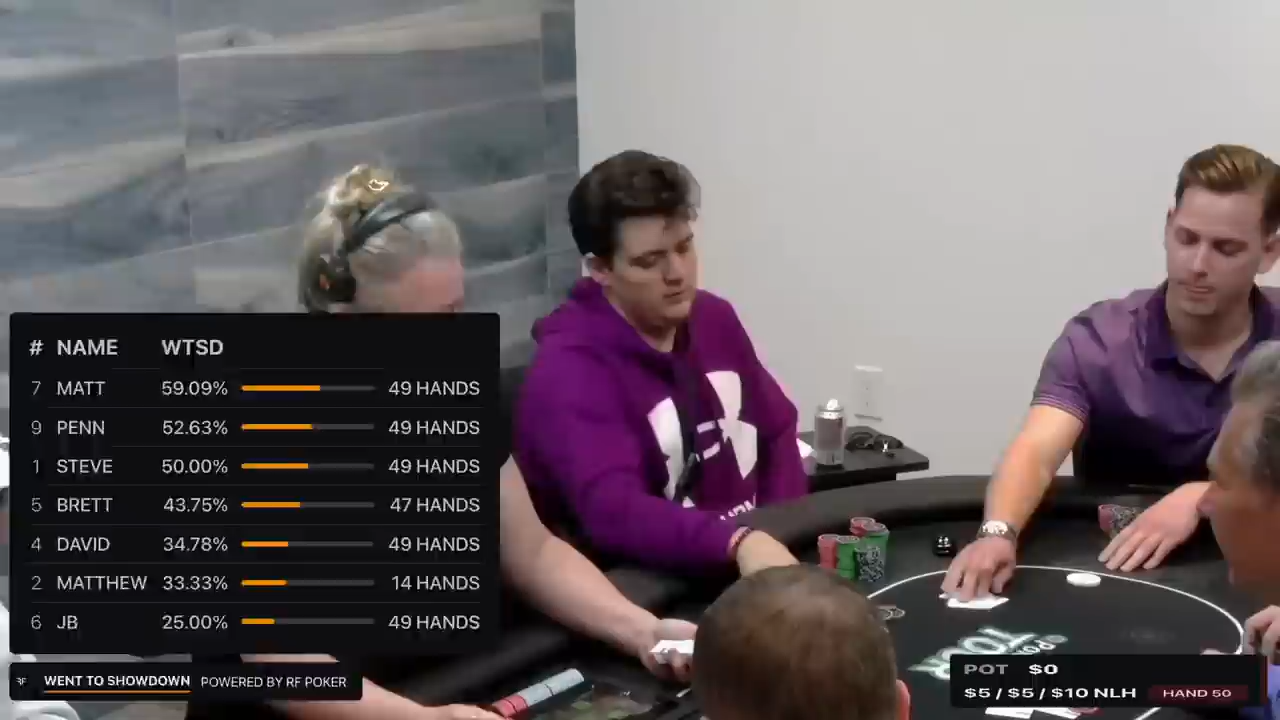 # NAME WTSD
7 MATT 59.09% 49 HANDS
9 PENN 52.63% 49 HANDS
1 STEVE 50.00% 49 HANDS
5 BRETT 43.75% 47 HANDS
4 DAVID 34.78% 49 HANDS
2 MATTHEW 33.33% 14 HANDS
6 JB 25.00% 49 HANDS
RF WENT TO SHOWDOWN POWERED BY RF POKER
POT $0
$5 / $5 / $10 NLH HAND 50